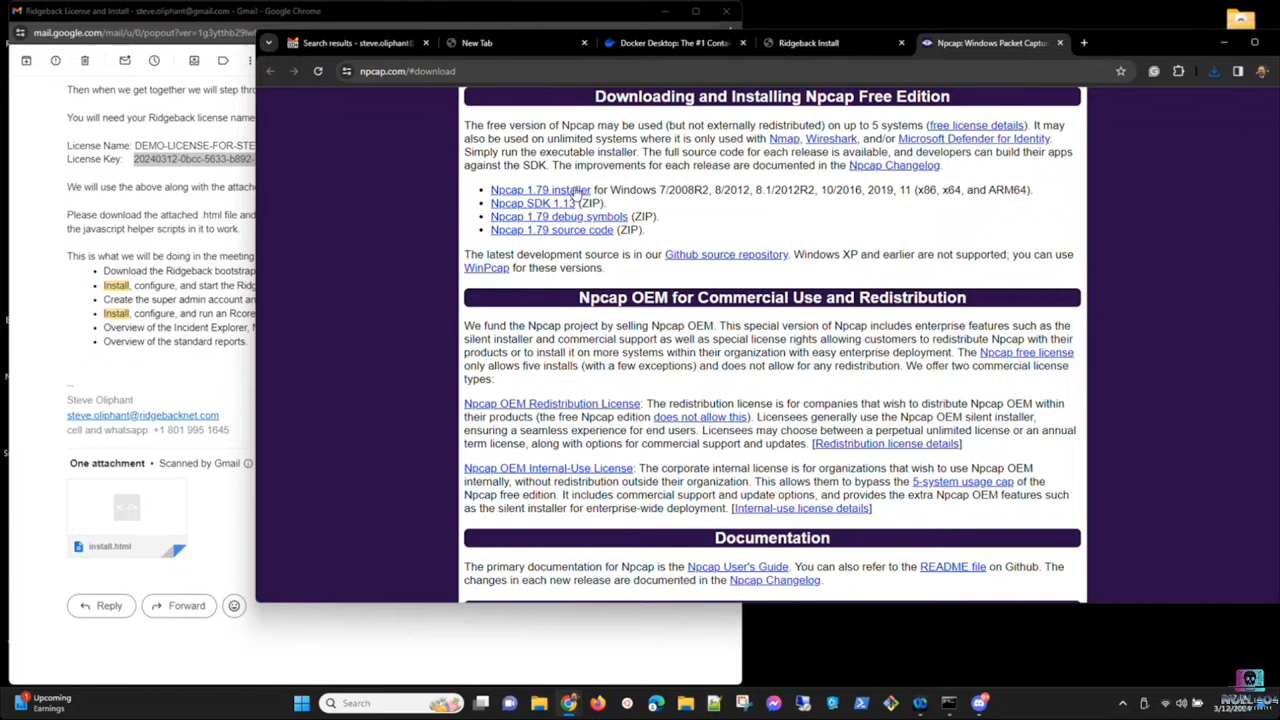 Ridgeback License and Install - steve.oliphant@gmail.com - Gmail - Google Chrome
mail.google.com/mail/u/0/popout?ver=1g3ytthb29lw
Then when we get together we will step thr
You will need your Ridgeback license name
License Name: DEMO-LICENSE-FOR-STE
License Key: 20240312-0bcc-5633-b892-
We will use the above along with the attache
Please download the attached .html file and
the javascript helper scripts in it to work.
This is what we will be doing in the meeting
Download the Ridgeback bootstrap
Install, configure, and start the Ridg
Create the super admin account an
Install, configure, and run an Rcore
Overview of the Incident Explorer, N
Overview of the standard reports.
--
Steve Oliphant
steve.oliphant@ridgebacknet.com
cell and whatsapp: +1 801 995 1645
One attachment • Scanned by Gmail
install.html
Reply
Forward
Search results - steve.oliphant@
New Tab
Docker Desktop: The #1 Conta
Ridgeback Install
Npcap: Windows Packet Captu
npcap.com/#download
Downloading and Installing Npcap Free Edition
The free version of Npcap may be used (but not externally redistributed) on up to 5 systems (free license details). It may
also be used on unlimited systems where it is only used with Nmap, Wireshark, and/or Microsoft Defender for Identity.
Simply run the executable installer. The full source code for each release is available, and developers can build their apps
against the SDK. The improvements for each release are documented in the Npcap Changelog.
Npcap 1.79 installer for Windows 7/2008R2, 8/2012, 8.1/2012R2, 10/2016, 2019, 11 (x86, x64, and ARM64).
Npcap SDK 1.13 (ZIP).
Npcap 1.79 debug symbols (ZIP).
Npcap 1.79 source code (ZIP).
The latest development source is in our Github source repository. Windows XP and earlier are not supported; you can use
WinPcap for these versions.
Npcap OEM for Commercial Use and Redistribution
We fund the Npcap project by selling Npcap OEM. This special version of Npcap includes enterprise features such as the
silent installer and commercial support as well as special license rights allowing customers to redistribute Npcap with their
products or to install it on more systems within their organization with easy enterprise deployment. The Npcap free license
only allows five installs (with a few exceptions) and does not allow for any redistribution. We offer two commercial license
types:
Npcap OEM Redistribution License: The redistribution license is for companies that wish to distribute Npcap OEM within
their products (the free Npcap edition does not allow this). Licensees generally use the Npcap OEM silent installer,
ensuring a seamless experience for end users. Licensees may choose between a perpetual unlimited license or an annual
term license, along with options for commercial support and updates. [Redistribution license details]
Npcap OEM Internal-Use License: The corporate internal license is for organizations that wish to use Npcap OEM
internally, without redistribution outside their organization. This allows them to bypass the 5-system usage cap of the
Npcap free edition. It includes commercial support and update options, and provides the extra Npcap OEM features such
as the silent installer for enterprise-wide deployment. [Internal-use license details]
Documentation
The primary documentation for Npcap is the Npcap User's Guide. You can also refer to the README file on Github. The
changes in each new release are documented in the Npcap Changelog.
Upcoming
Earnings
Search
3/12/2024